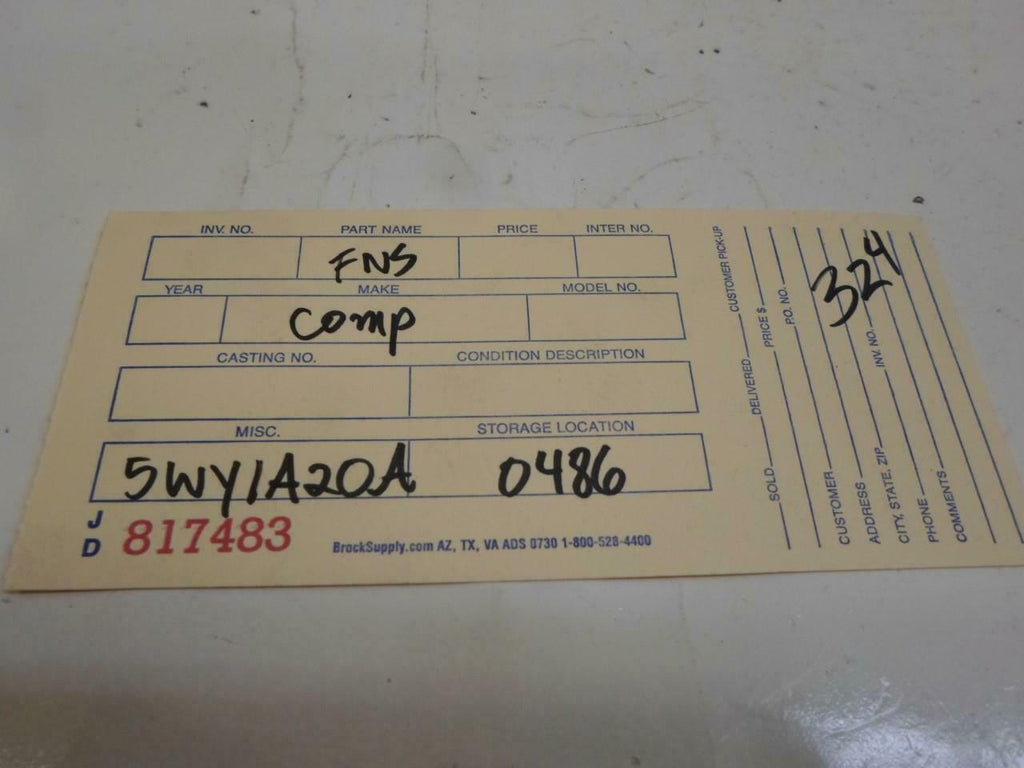 INV. NO. PART NAME PRICE INTER NO.
FNS
YEAR MAKE MODEL NO.
comp
CASTING NO. CONDITION DESCRIPTION
MISC. STORAGE LOCATION
5WY1A20A 0486
J D 817483
BrockSupply.com AZ, TX, VA ADS 0730 1-800-528-4400
SOLD DELIVERED CUSTOMER PICK-UP
PRICE $
P.O. NO.
324
CUSTOMER INV. NO.
ADDRESS
CITY, STATE, ZIP
PHONE
COMMENTS